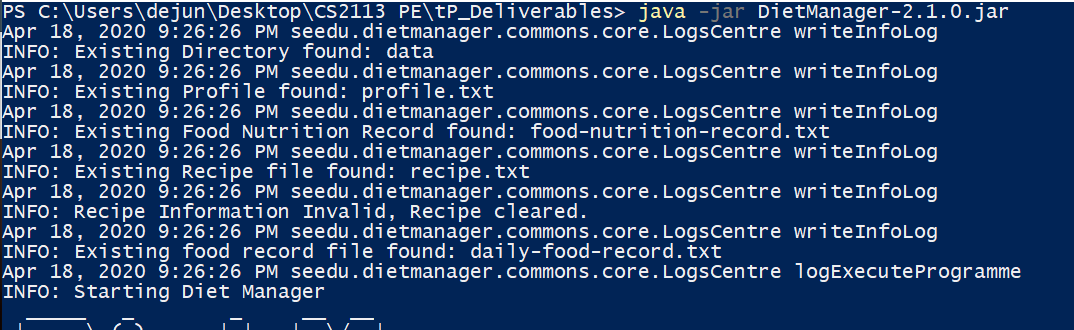 PS C:\Users\dejun\Desktop\CS2113 PE\tP_Deliverables> java -jar DietManager-2.1.0.jar
Apr 18, 2020 9:26:26 PM seedu.dietmanager.commons.core.LogsCentre writeInfoLog
INFO: Existing Directory found: data
Apr 18, 2020 9:26:26 PM seedu.dietmanager.commons.core.LogsCentre writeInfoLog
INFO: Existing Profile found: profile.txt
Apr 18, 2020 9:26:26 PM seedu.dietmanager.commons.core.LogsCentre writeInfoLog
INFO: Existing Food Nutrition Record found: food-nutrition-record.txt
Apr 18, 2020 9:26:26 PM seedu.dietmanager.commons.core.LogsCentre writeInfoLog
INFO: Existing Recipe file found: recipe.txt
Apr 18, 2020 9:26:26 PM seedu.dietmanager.commons.core.LogsCentre writeInfoLog
INFO: Recipe Information Invalid, Recipe cleared.
Apr 18, 2020 9:26:26 PM seedu.dietmanager.commons.core.LogsCentre writeInfoLog
INFO: Existing food record file found: daily-food-record.txt
Apr 18, 2020 9:26:26 PM seedu.dietmanager.commons.core.LogsCentre logExecuteProgramme
INFO: Starting Diet Manager